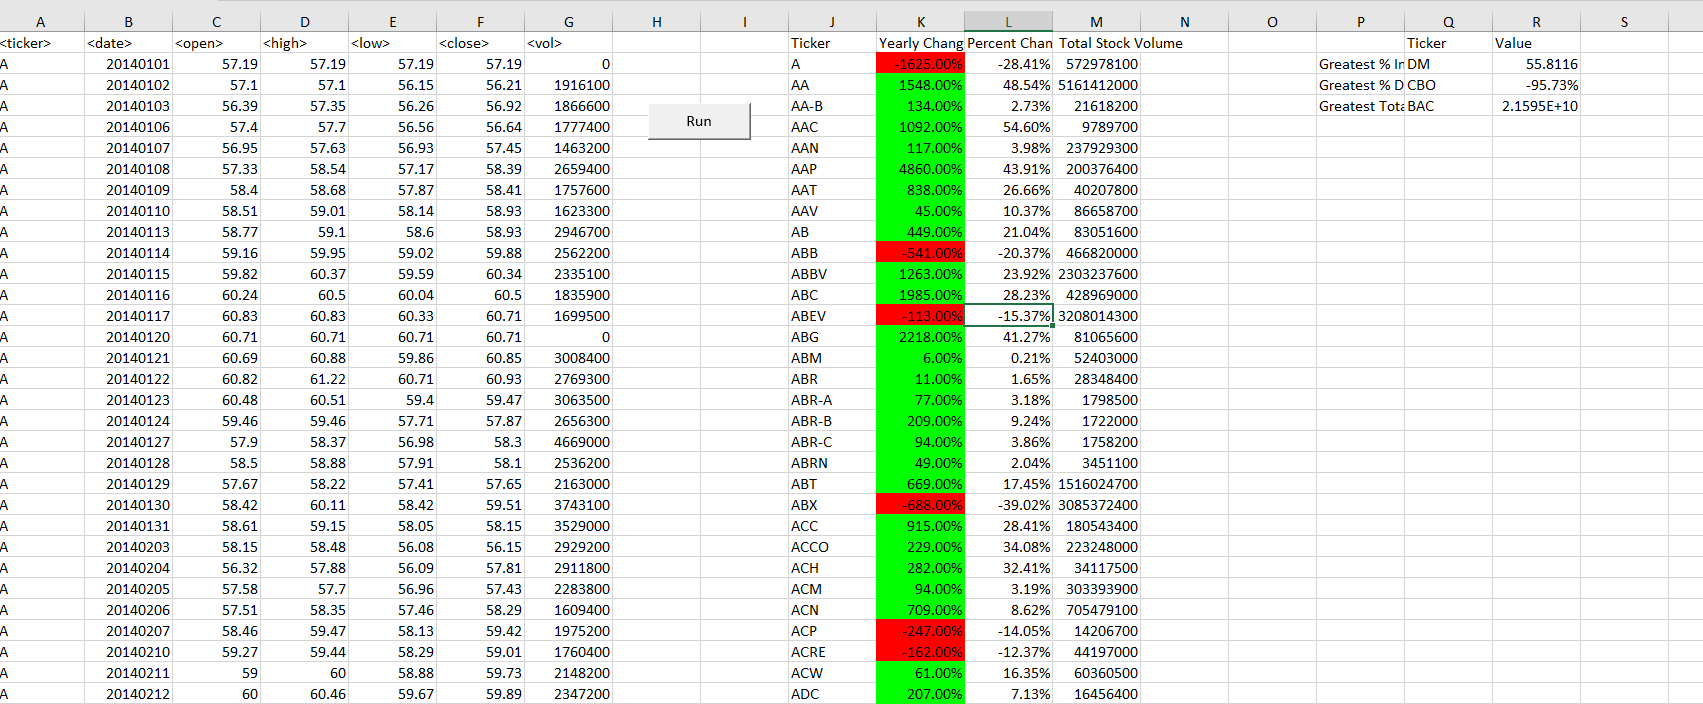 A B C D E F G H I J K L M N O P Q R S
<ticker> <date> <open> <high> <low> <close> <vol> Ticker Yearly Chang Percent Chan Total Stock Volume Ticker Value
A 20140101 57.19 57.19 57.19 57.19 0 A -1625.00% -28.41% 572978100 Greatest % In DM 55.8116
A 20140102 57.1 57.1 56.15 56.21 1916100 AA 1548.00% 48.54% 5161412000 Greatest % D CBO -95.73%
A 20140103 56.39 57.35 56.26 56.92 1866600 AA-B 134.00% 2.73% 21618200 Greatest Tota BAC 2.1595E+10
A 20140106 57.4 57.7 56.56 56.64 1777400 Run AAC 1092.00% 54.60% 9789700
A 20140107 56.95 57.63 56.93 57.45 1463200 AAN 117.00% 3.98% 237929300
A 20140108 57.33 58.54 57.17 58.39 2659400 AAP 4860.00% 43.91% 200376400
A 20140109 58.4 58.68 57.87 58.41 1757600 AAT 838.00% 26.66% 40207800
A 20140110 58.51 59.01 58.14 58.93 1623300 AAV 45.00% 10.37% 86658700
A 20140113 58.77 59.1 58.6 58.93 2946700 AB 449.00% 21.04% 83051600
A 20140114 59.16 59.95 59.02 59.88 2562200 ABB -541.00% -20.37% 466820000
A 20140115 59.82 60.37 59.59 60.34 2335100 ABBV 1263.00% 23.92% 2303237600
A 20140116 60.24 60.5 60.04 60.5 1835900 ABC 1985.00% 28.23% 428969000
A 20140117 60.83 60.83 60.33 60.71 1699500 ABEV -113.00% -15.37% 3208014300
A 20140120 60.71 60.71 60.71 60.71 0 ABG 2218.00% 41.27% 81065600
A 20140121 60.69 60.88 59.86 60.85 3008400 ABM 6.00% 0.21% 52403000
A 20140122 60.82 61.22 60.71 60.93 2769300 ABR 11.00% 1.65% 28348400
A 20140123 60.48 60.51 59.4 59.47 3063500 ABR-A 77.00% 3.18% 1798500
A 20140124 59.46 59.46 57.71 57.87 2656300 ABR-B 209.00% 9.24% 1722000
A 20140127 57.9 58.37 56.98 58.3 4669000 ABR-C 94.00% 3.86% 1758200
A 20140128 58.5 58.88 57.91 58.1 2536200 ABRN 49.00% 2.04% 3451100
A 20140129 57.67 58.22 57.41 57.65 2163000 ABT 669.00% 17.45% 1516024700
A 20140130 58.42 60.11 58.42 59.51 3743100 ABX -688.00% -39.02% 3085372400
A 20140131 58.61 59.15 58.05 58.15 3529000 ACC 915.00% 28.41% 180543400
A 20140203 58.15 58.48 56.08 56.15 2929200 ACCO 229.00% 34.08% 223248000
A 20140204 56.32 57.88 56.09 57.81 2911800 ACH 282.00% 32.41% 34117500
A 20140205 57.58 57.7 56.96 57.43 2283800 ACM 94.00% 3.19% 303393900
A 20140206 57.51 58.35 57.46 58.29 1609400 ACN 709.00% 8.62% 705479100
A 20140207 58.46 59.47 58.13 59.42 1975200 ACP -247.00% -14.05% 14206700
A 20140210 59.27 59.44 58.29 59.01 1760400 ACRE -162.00% -12.37% 44197000
A 20140211 59 60 58.88 59.73 2148200 ACW 61.00% 16.35% 60360500
A 20140212 60 60.46 59.67 59.89 2347200 ADC 207.00% 7.13% 16456400